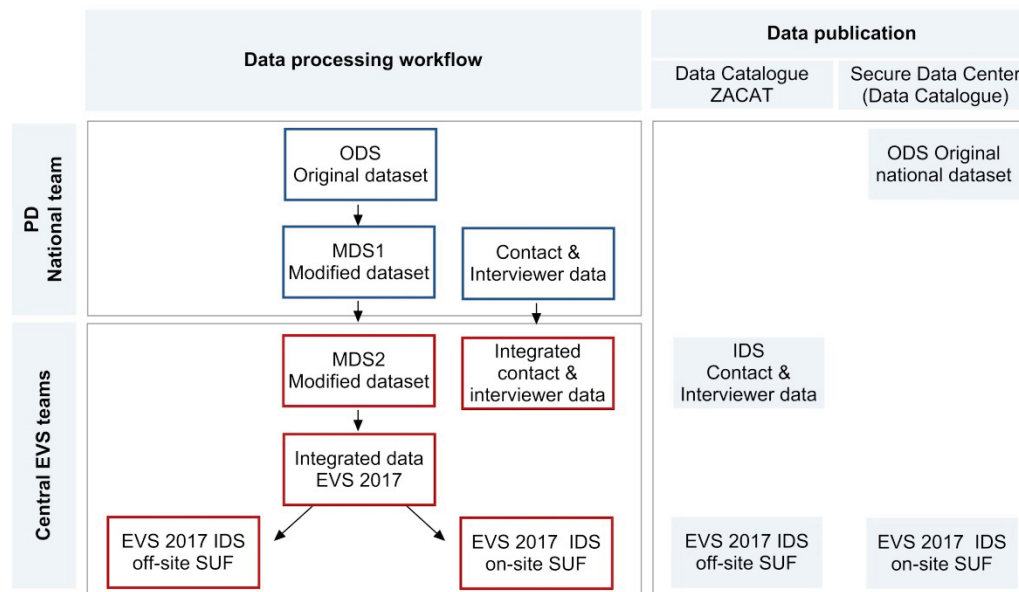 Data processing workflow
Data publication
Data Catalogue
ZACAT
Secure Data Center
(Data Catalogue)
PD
National team
ODS
Original dataset
MDS1
Modified dataset
Contact &
Interviewer data
ODS Original
national dataset
Central EVS teams
MDS2
Modified dataset
Integrated
contact &
interviewer data
IDS
Contact &
Interviewer data
Integrated data
EVS 2017
EVS 2017 IDS
off-site SUF
EVS 2017  IDS
on-site SUF
EVS 2017 IDS
off-site SUF
EVS 2017  IDS
on-site SUF